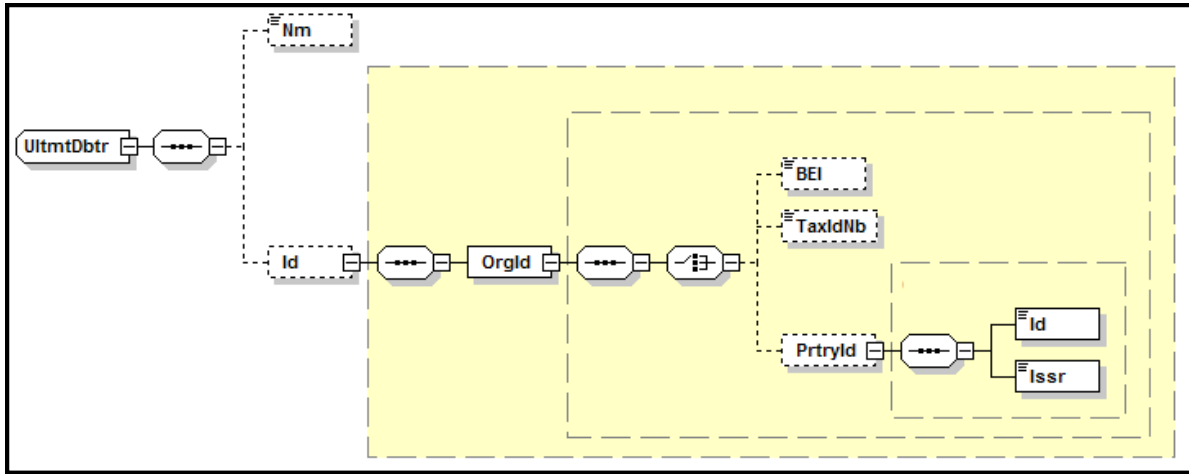 Nm
UltmtDbtr
BEI
TaxIdNb
Id
OrgId
Id
PrtryId
Issr